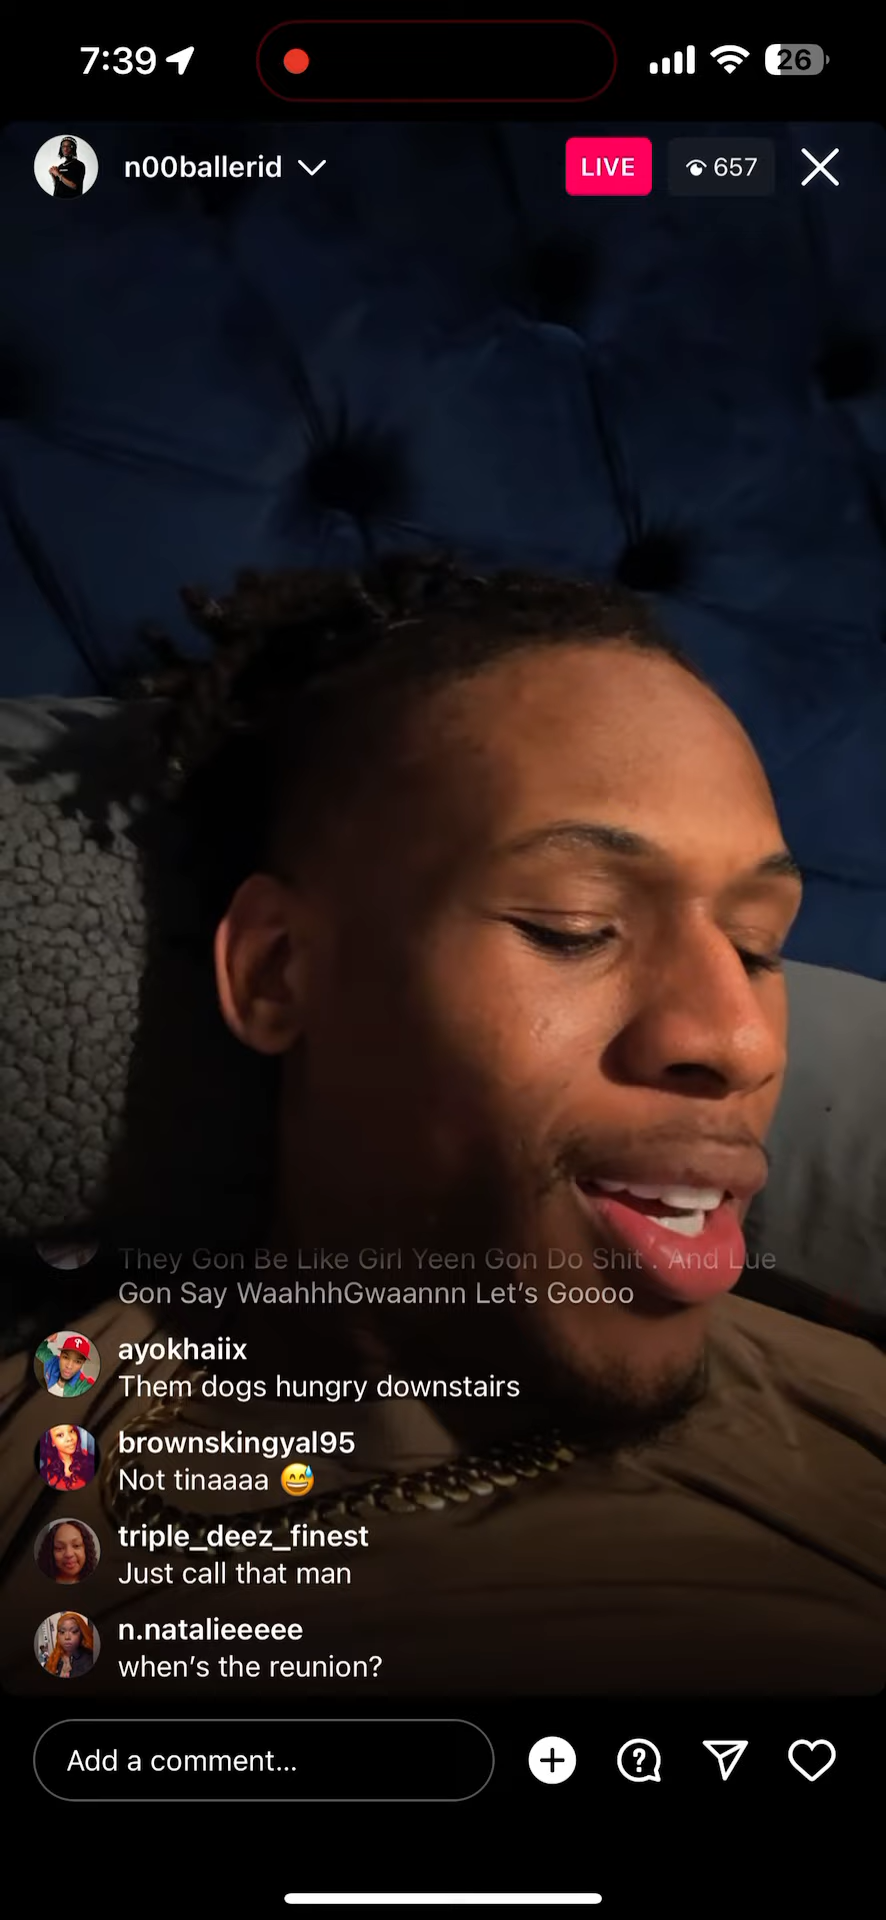 7:39
26
n00ballerid
LIVE
657
They Gon Be Like Girl Yeen Gon Do Shit . And Lue
Gon Say WaahhhGwaannn Let’s Goooo
ayokhaiix
Them dogs hungry downstairs
brownskingyal95
Not tinaaaa 😅
triple_deez_finest
Just call that man
n.natalieeeee
when’s the reunion?
Add a comment...